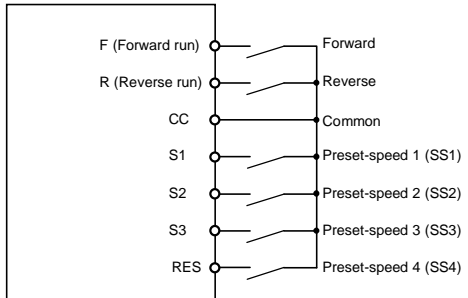 F (Forward run) Forward
R (Reverse run) Reverse
CC Common
S1 Preset-speed 1 (SS1)
S2 Preset-speed 2 (SS2)
S3 Preset-speed 3 (SS3)
RES Preset-speed 4 (SS4)